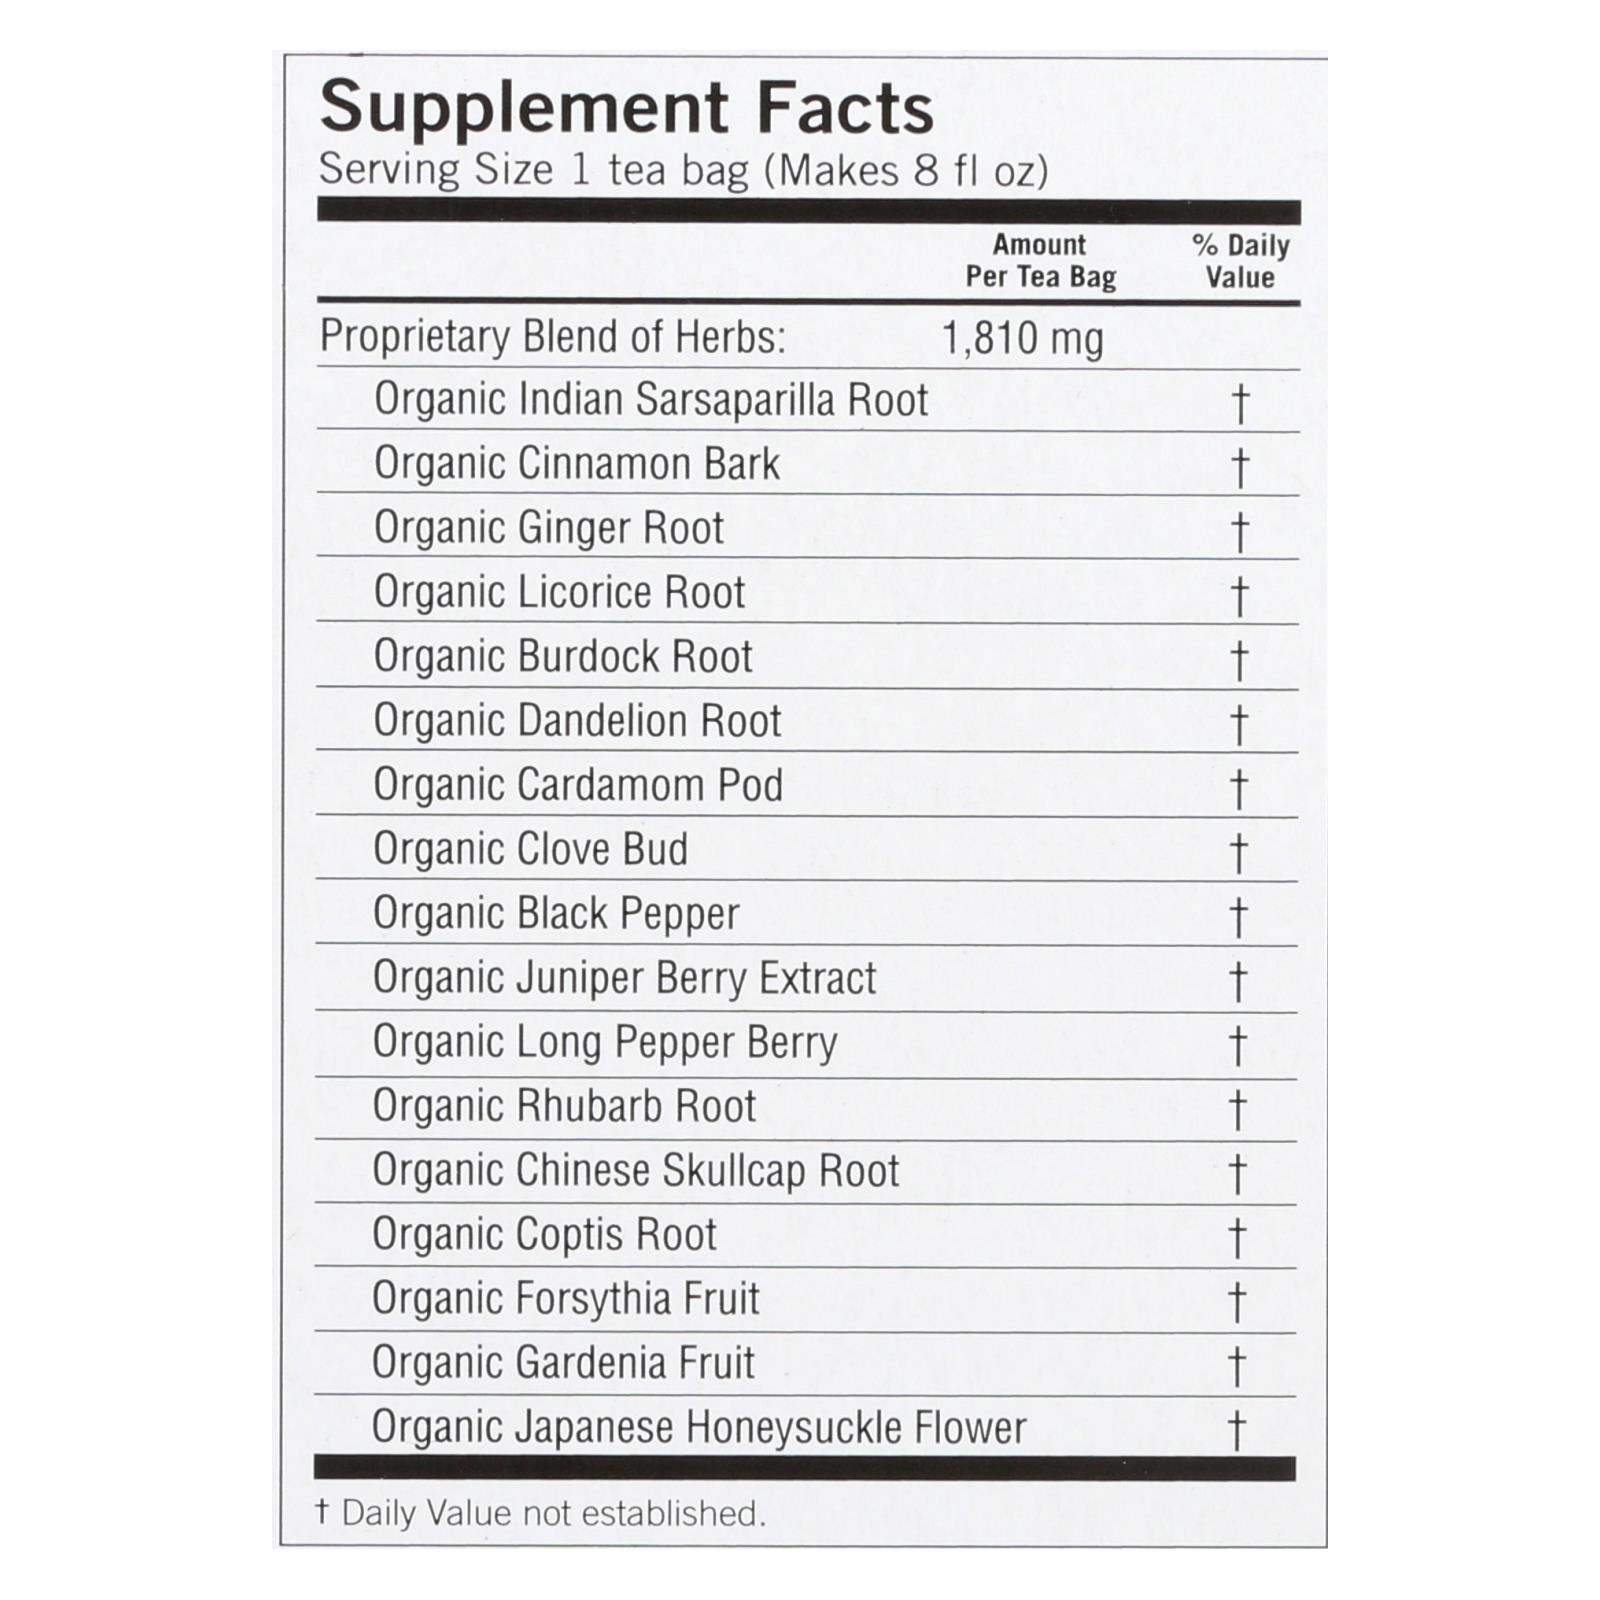 Supplement Facts
Serving Size 1 tea bag (Makes 8 fl oz)
Amount Per Tea Bag
% Daily Value
Proprietary Blend of Herbs: 1,810 mg
Organic Indian Sarsaparilla Root †
Organic Cinnamon Bark †
Organic Ginger Root †
Organic Licorice Root †
Organic Burdock Root †
Organic Dandelion Root †
Organic Cardamom Pod †
Organic Clove Bud †
Organic Black Pepper †
Organic Juniper Berry Extract †
Organic Long Pepper Berry †
Organic Rhubarb Root †
Organic Chinese Skullcap Root †
Organic Coptis Root †
Organic Forsythia Fruit †
Organic Gardenia Fruit †
Organic Japanese Honeysuckle Flower †
† Daily Value not established.